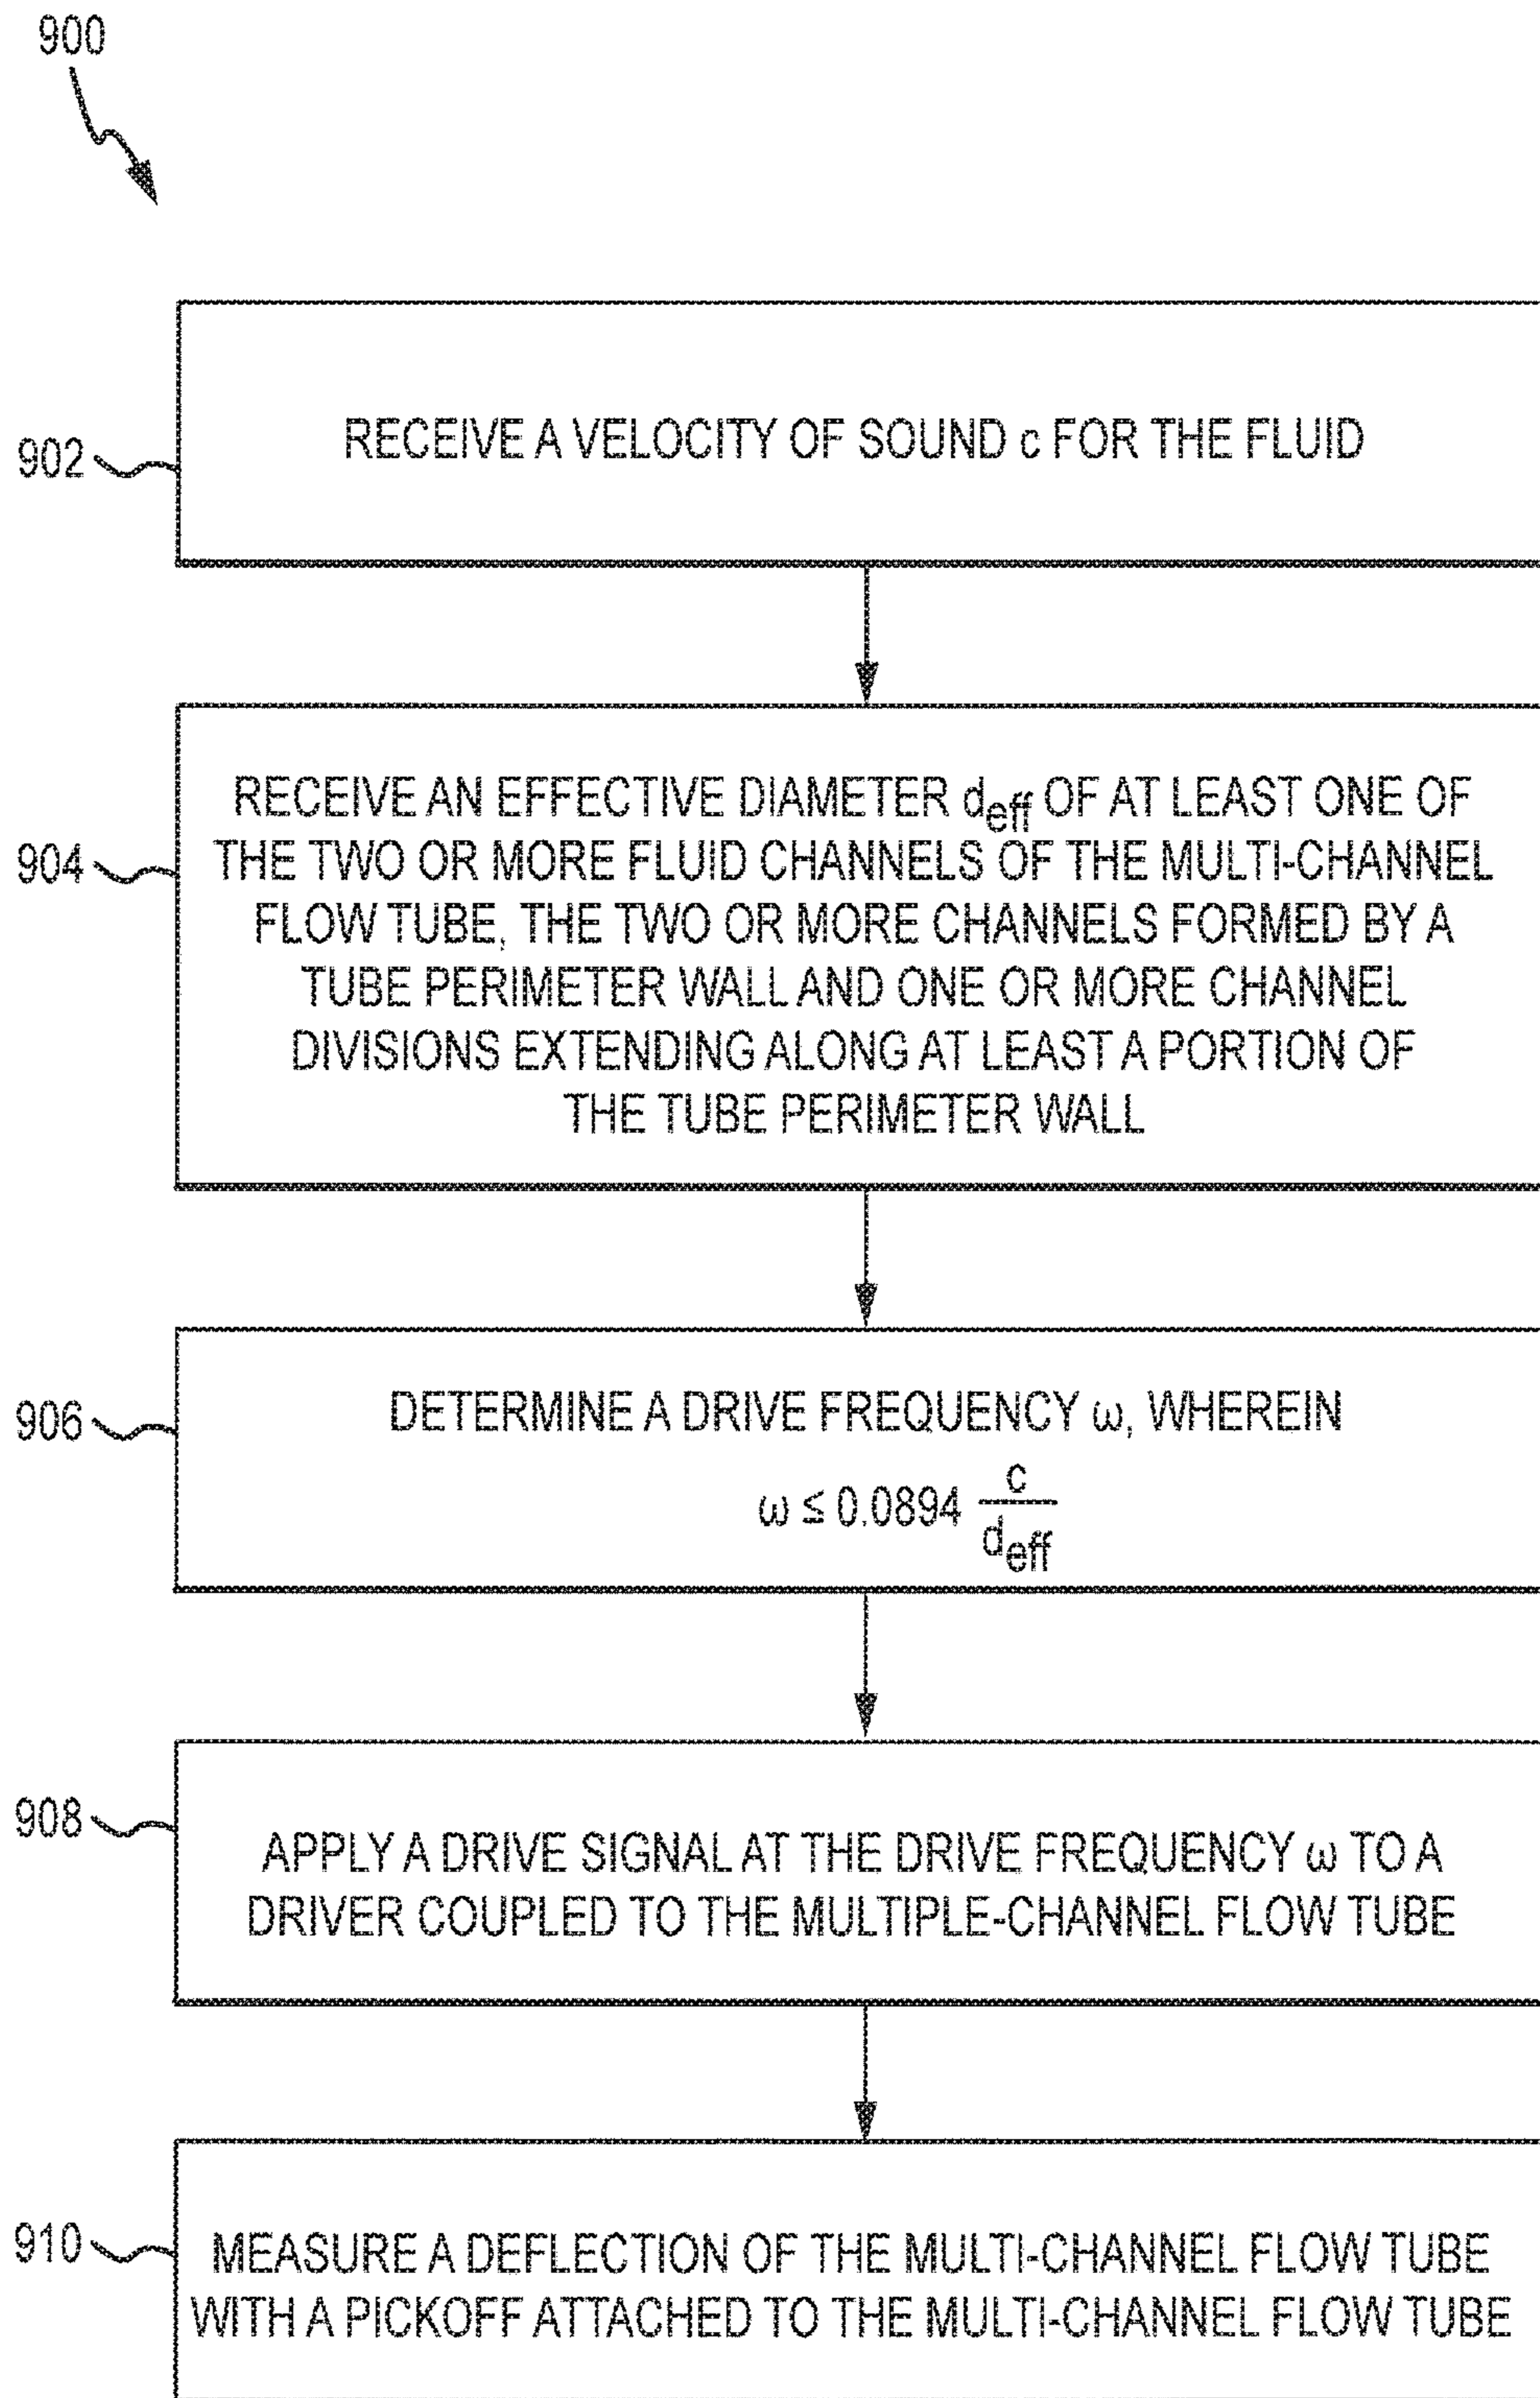 900
902
RECEIVE A VELOCITY OF SOUND c FOR THE FLUID
904
RECEIVE AN EFFECTIVE DIAMETER deff OF AT LEAST ONE OF
THE TWO OR MORE FLUID CHANNELS OF THE MULTI-CHANNEL
FLOW TUBE, THE TWO OR MORE CHANNELS FORMED BY A
TUBE PERIMETER WALL AND ONE OR MORE CHANNEL
DIVISIONS EXTENDING ALONG AT LEAST A PORTION OF
THE TUBE PERIMETER WALL
906
DETERMINE A DRIVE FREQUENCY ω, WHEREIN
ω ≤ 0.0894 c/deff
908
APPLY A DRIVE SIGNAL AT THE DRIVE FREQUENCY ω TO A
DRIVER COUPLED TO THE MULTIPLE-CHANNEL FLOW TUBE
910
MEASURE A DEFLECTION OF THE MULTI-CHANNEL FLOW TUBE
WITH A PICKOFF ATTACHED TO THE MULTI-CHANNEL FLOW TUBE